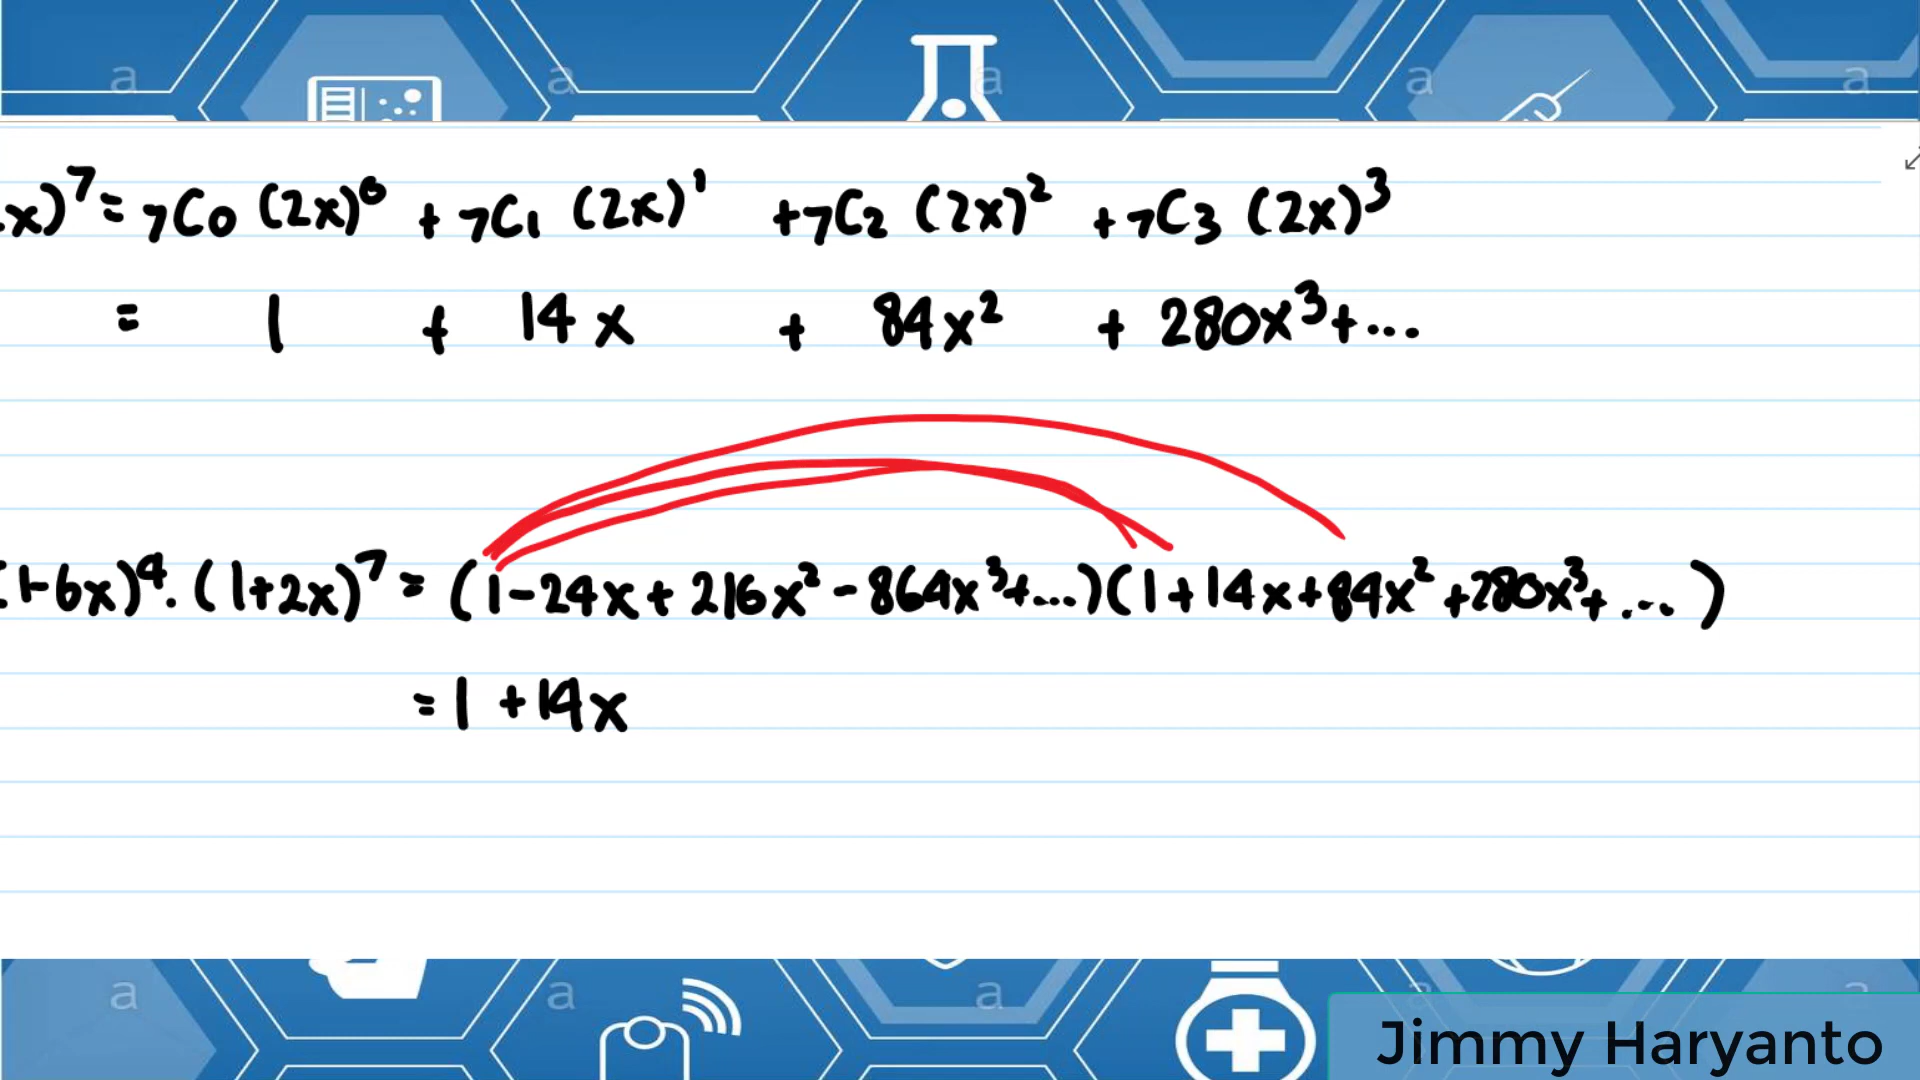 x)⁷ = 7C0 (2x)⁰ + 7C1 (2x)¹ + 7C2 (2x)² + 7C3 (2x)³
= 1 + 14x + 84x² + 280x³ + ...
(1-6x)⁴ . (1+2x)⁷ = (1-24x + 216x² - 864x³+...)(1+14x+84x²+280x³+...)
= 1 + 14x
Jimmy Haryanto